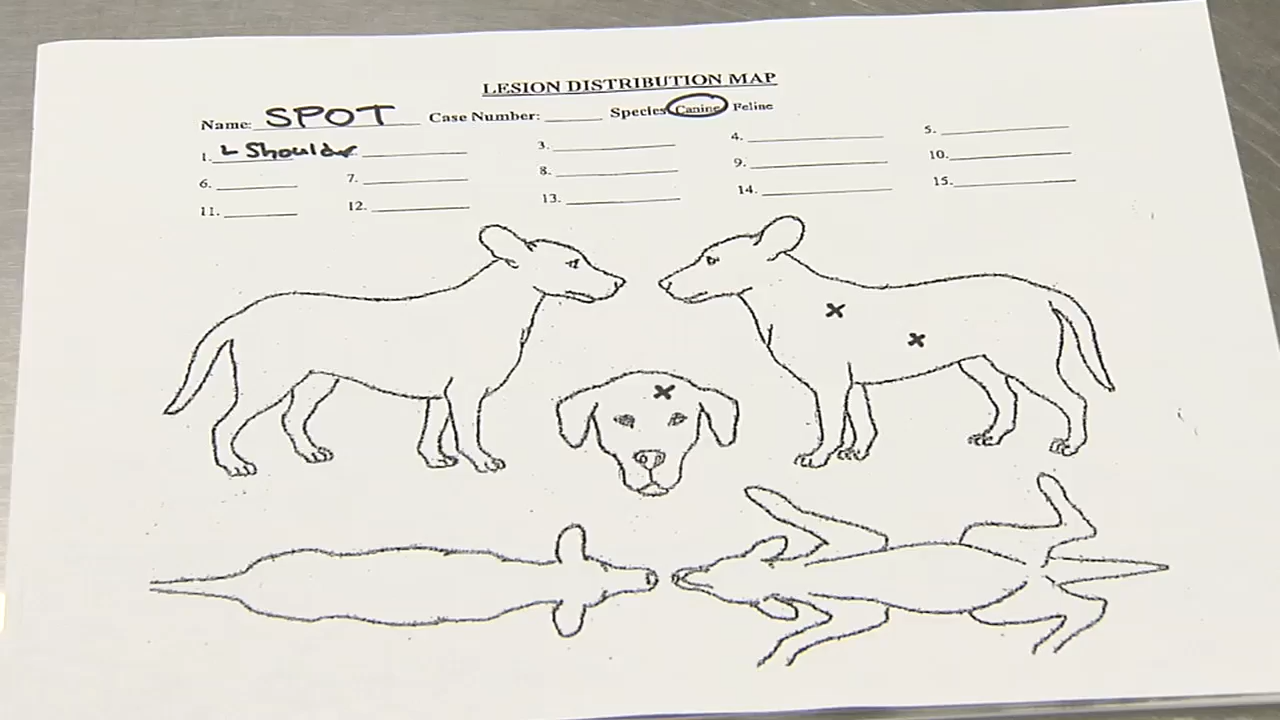 LESION DISTRIBUTION MAP
Name: SPOT Case Number: Species Canine Feline
1. L Shoulder 3. 4. 5.
6. 7. 8. 9. 10.
11. 12. 13. 14. 15.